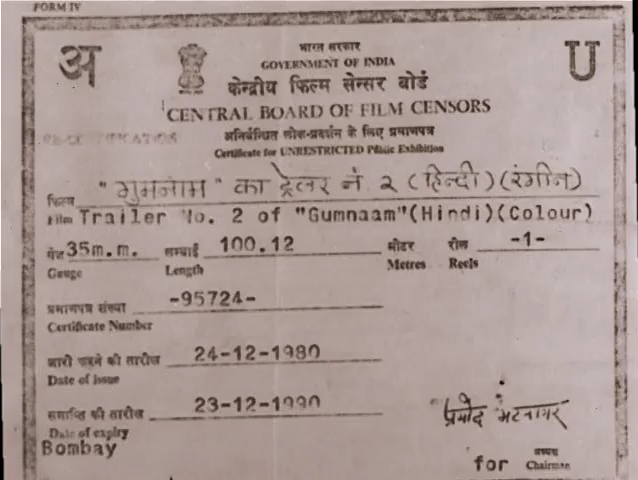 FORM IV
अ
भारत सरकार
U
GOVERNMENT OF INDIA
केन्द्रीय फिल्म सेन्सर बोर्ड
CENTRAL BOARD OF FILM CENSORS
RE-CERTIFICATION
अनिर्बन्धित लोक-प्रदर्शन के लिए प्रमाणपत्र
Certificate for UNRESTRICTED Public Exhibition
फिल्म "गुमनाम" का ट्रेलर नं २ (हिन्दी) (रंगीन)
Film Trailer No. 2 of "Gumnaam"(Hindi)(Colour)
गेज 35m.m. लम्बाई 100.12 मीटर रील -1-
Gauge Length Metres Reels
प्रमाणपत्र संख्या -95724-
Certificate Number
जारी करने की तारीख 24-12-1980
Date of issue
समाप्ति की तारीख 23-12-1990
Date of expiry
Bombay
प्रमोद भटनागर
अध्यक्ष
for Chairman